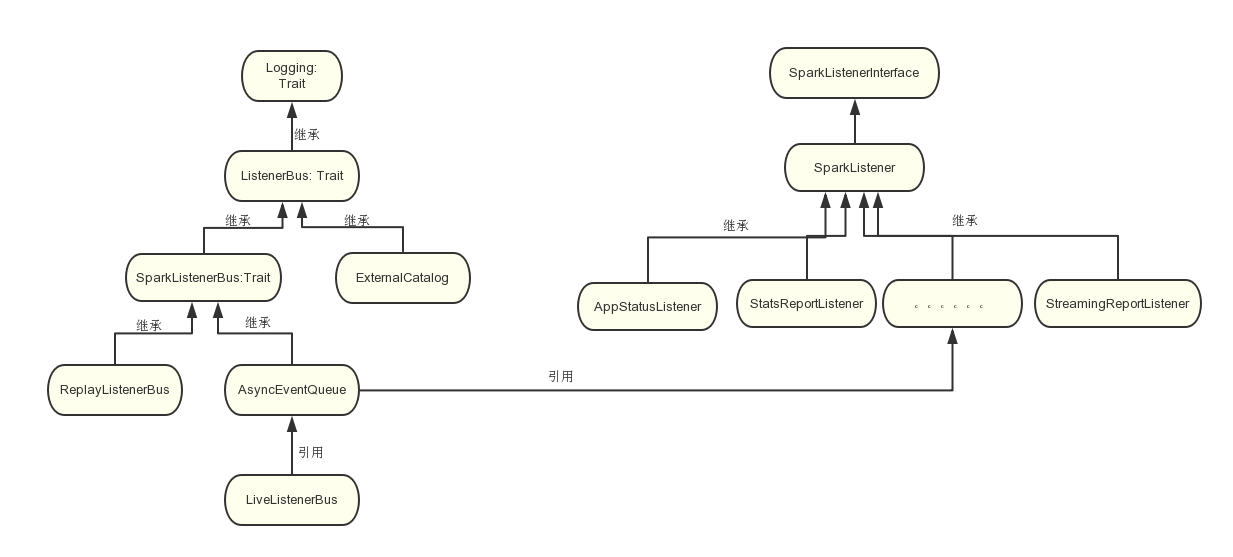 Logging:
Trait
继承
ListenerBus: Trait
继承
继承
SparkListenerBus:Trait
ExternalCatalog
继承
继承
ReplayListenerBus
AsyncEventQueue
引用
LiveListenerBus
引用
SparkListenerInterface
SparkListener
继承
继承
AppStatusListener
StatsReportListener
。。。。。。
StreamingReportListener